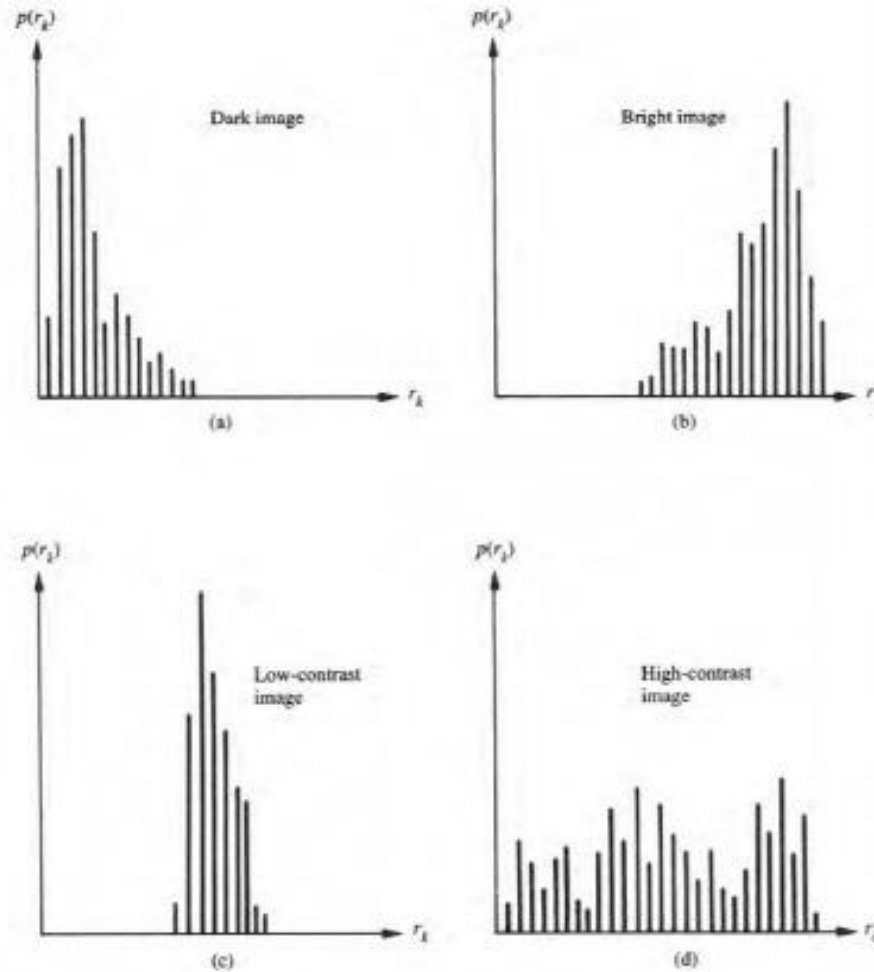 p(r_k)
Dark image
r_k
(a)
p(r_k)
Bright image
r
(b)
p(r_k)
Low-contrast
image
r_k
(c)
p(r_k)
High-contrast
image
r
(d)